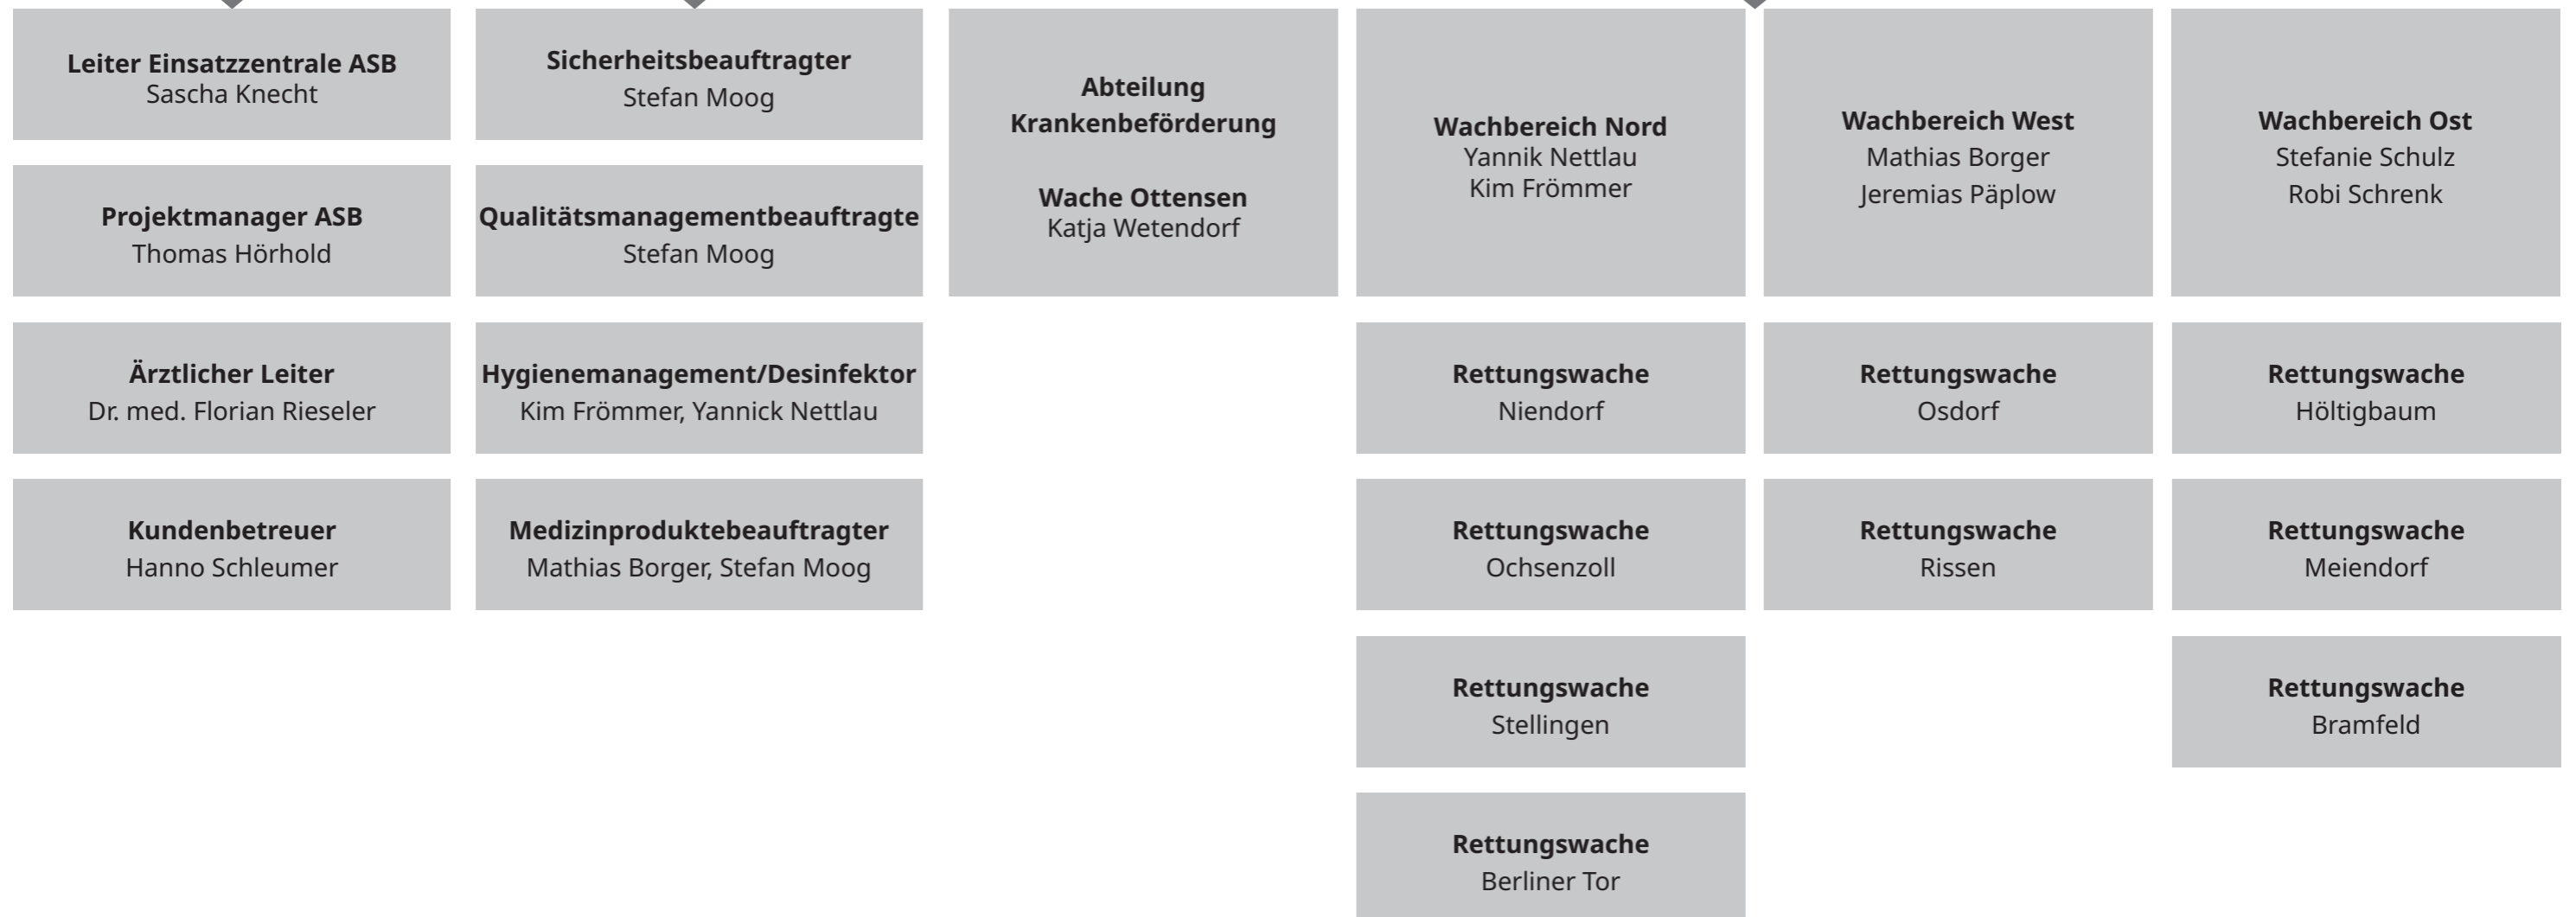 Leiter Einsatzzentrale ASB
Sascha Knecht
Projektmanager ASB
Thomas Hörhold
Ärztlicher Leiter
Dr. med. Florian Rieseler
Kundenbetreuer
Hanno Schleumer
Sicherheitsbeauftragter
Stefan Moog
Qualitätsmanagementbeauftragte
Stefan Moog
Hygienemanagement/Desinfektor
Kim Frömmer, Yannick Nettlau
Medizinproduktebeauftragter
Mathias Borger, Stefan Moog
Abteilung
Krankenbeförderung
Wache Ottensen
Katja Wetendorf
Wachbereich Nord
Yannik Nettlau
Kim Frömmer
Rettungswache
Niendorf
Rettungswache
Ochsenzoll
Rettungswache
Stellingen
Rettungswache
Berliner Tor
Wachbereich West
Mathias Borger
Jeremias Päplow
Rettungswache
Osdorf
Rettungswache
Rissen
Wachbereich Ost
Stefanie Schulz
Robi Schrenk
Rettungswache
Höltigbaum
Rettungswache
Meiendorf
Rettungswache
Bramfeld